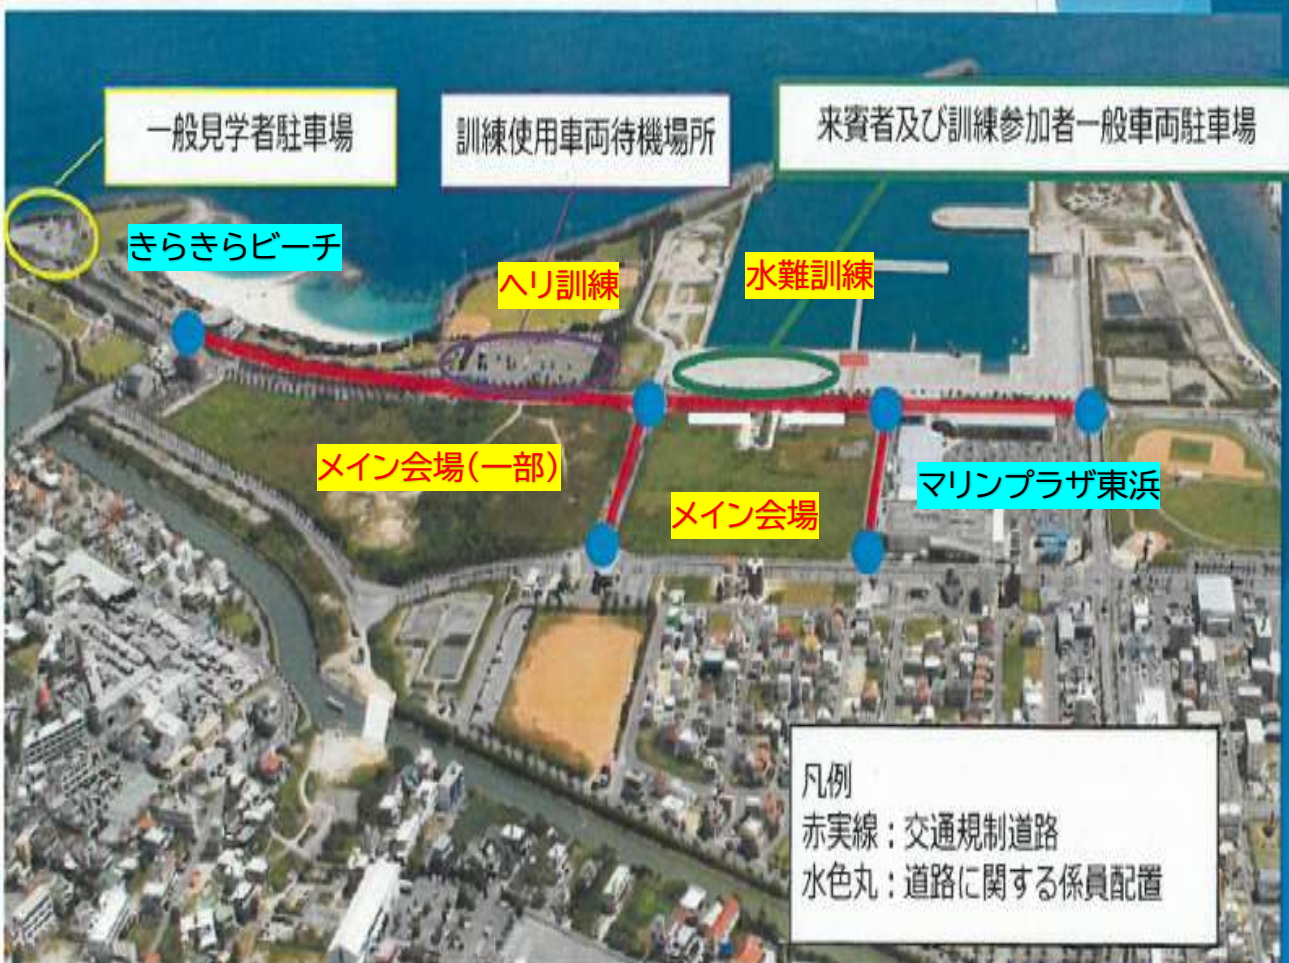 一般見学者駐車場
訓練使用車両待機場所
来賓者及び訓練参加者一般車両駐車場
きらきらビーチ
ヘリ訓練
水難訓練
メイン会場(一部)
メイン会場
マリンプラザ東浜
凡例
赤実線：交通規制道路
水色丸：道路に関する係員配置